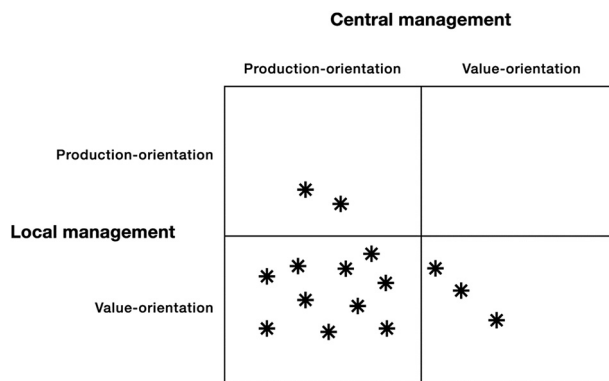 Central management
Production-orientation Value-orientation
Production-orientation
Local management
Value-orientation